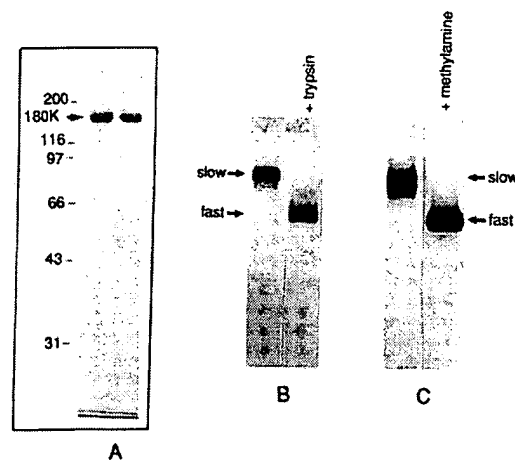 200
180K
116
97
66
43
31
A
+ trypsin
slow
fast
B
+ methylamine
slow
fast
C